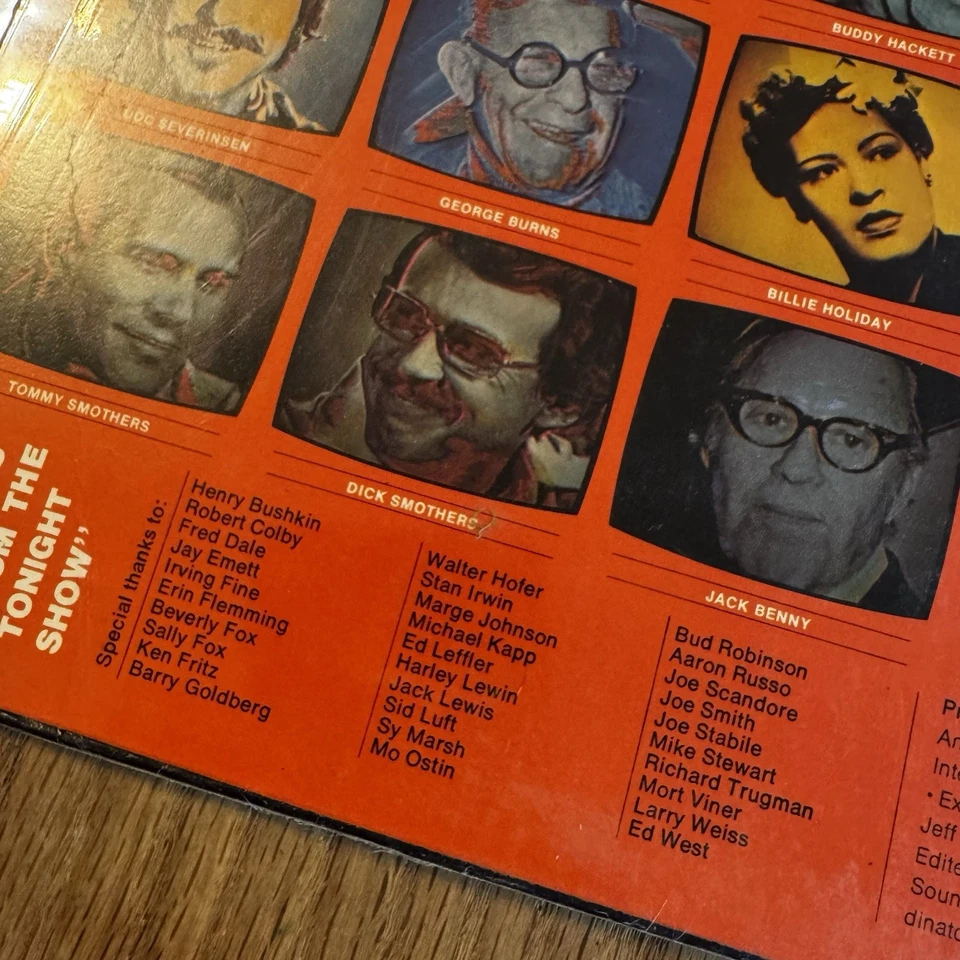 BUDDY HACKETT
DOC SEVERINSEN
GEORGE BURNS
BILLIE HOLIDAY
TOMMY SMOTHERS
DICK SMOTHERS
JACK BENNY
THE
TONIGHT
SHOW”
Special thanks to:
Henry Bushkin
Robert Colby
Fred Dale
Jay Emett
Irving Fine
Erin Flemming
Beverly Fox
Sally Fox
Ken Fritz
Barry Goldberg
Walter Hofer
Stan Irwin
Marge Johnson
Michael Kapp
Ed Leffler
Harley Lewin
Jack Lewis
Sid Luft
Sy Marsh
Mo Ostin
Bud Robinson
Aaron Russo
Joe Scandore
Joe Smith
Joe Stabile
Mike Stewart
Richard Trugman
Mort Viner
Larry Weiss
Ed West
Jeff